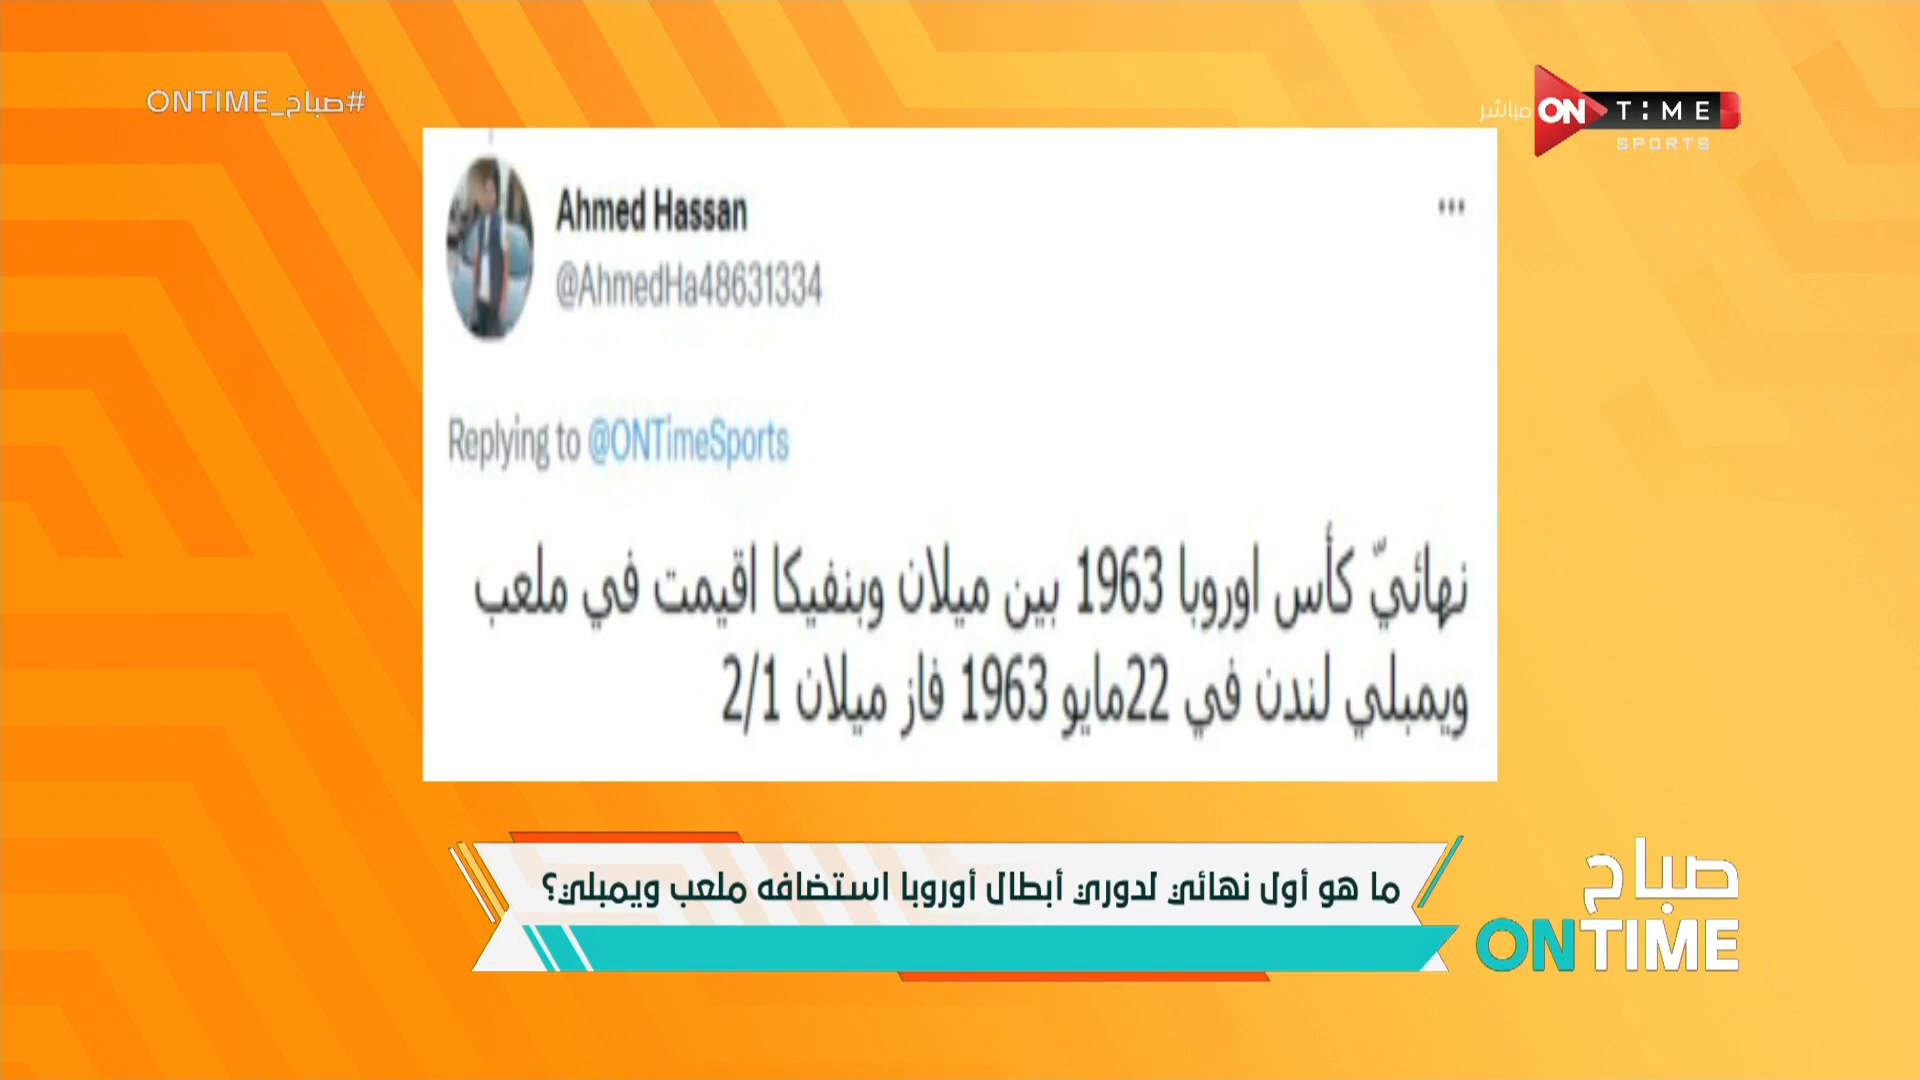 #صباح_ONTIME
مباشر ON TIME
SPORTS
Ahmed Hassan
@AhmedHa48631334
Replying to @ONTimeSports
نهائيّ كأس اوروبا 1963 بين ميلان وبنفيكا اقيمت في ملعب
ويمبلي لندن في 22مايو 1963 فاز ميلان 2/1
ما هو أول نهائي لدوري أبطال أوروبا استضافه ملعب ويمبلي؟
صباح
ONTIME